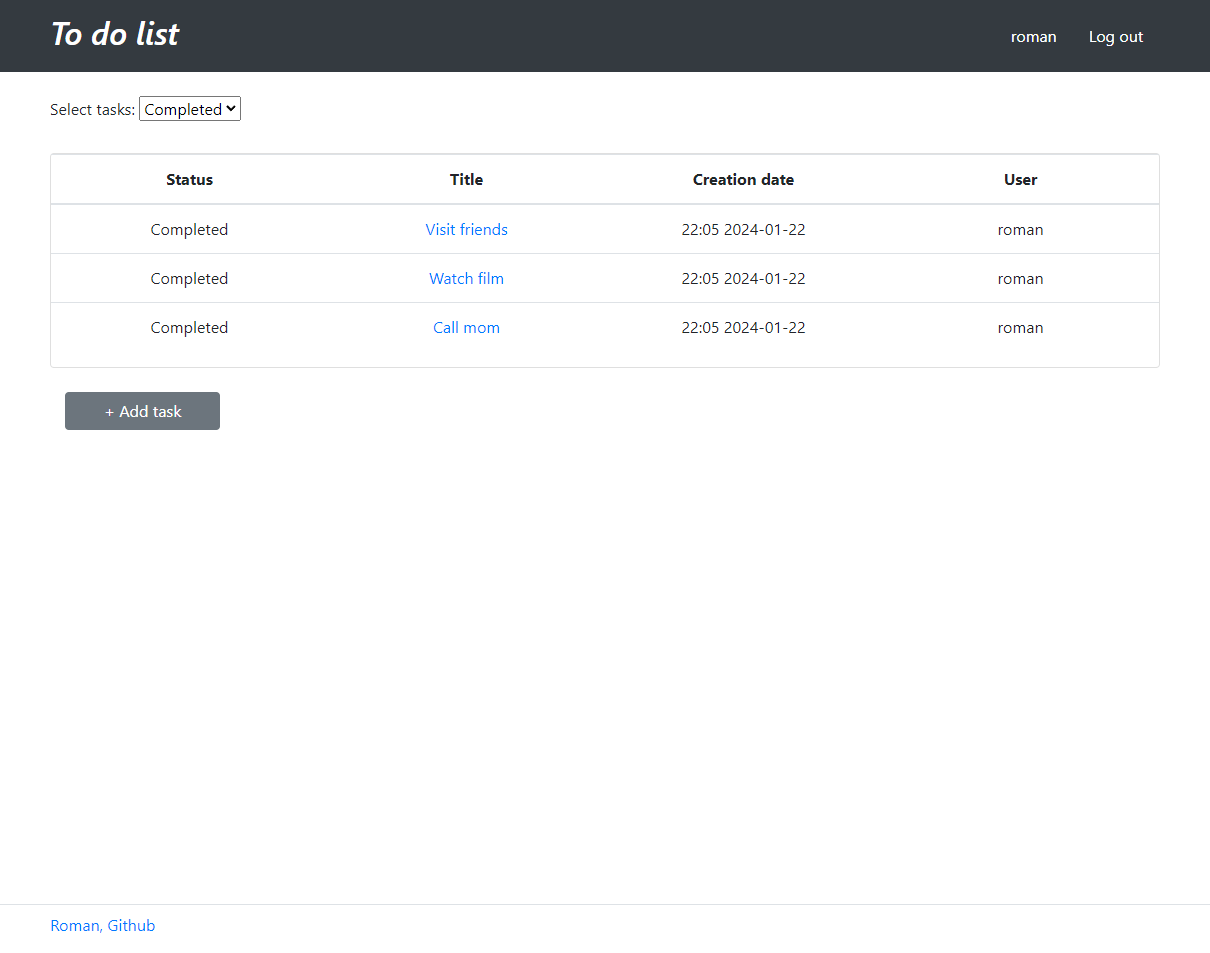 To do list roman Log out
Select tasks: Completed
Status Title Creation date User
Completed Visit friends 22:05 2024-01-22 roman
Completed Watch film 22:05 2024-01-22 roman
Completed Call mom 22:05 2024-01-22 roman
+ Add task
Roman, Github